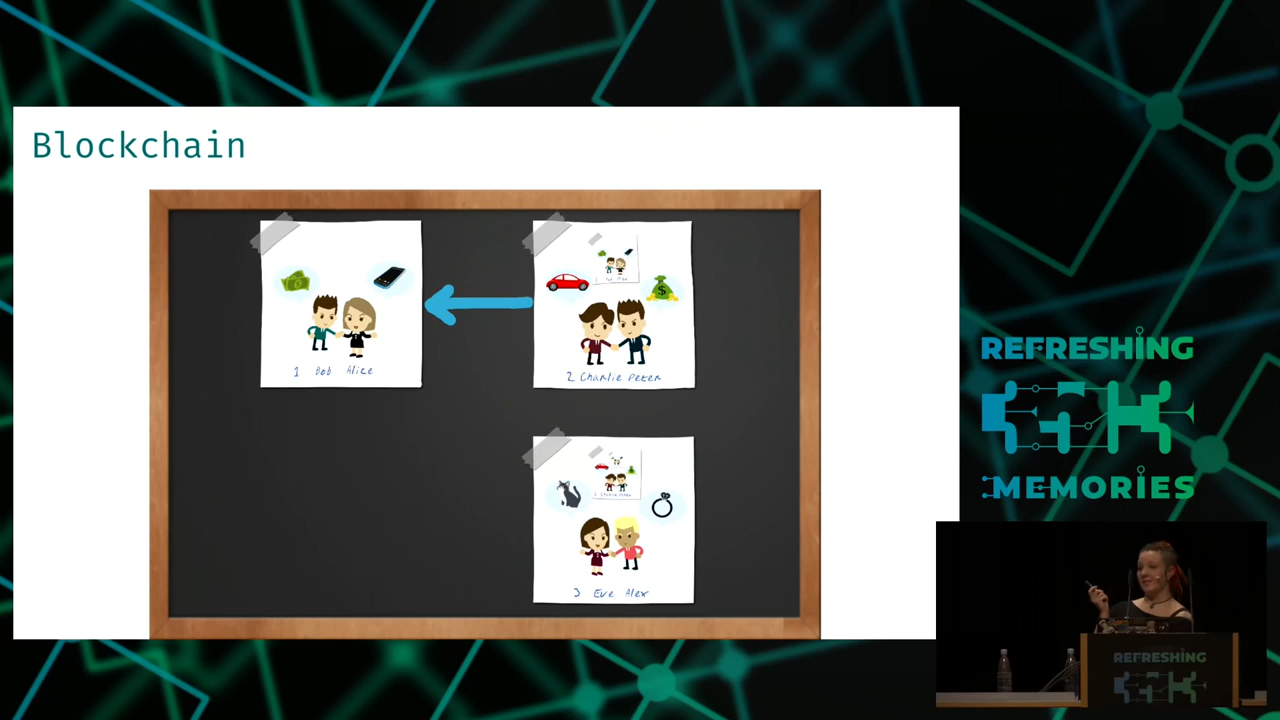 Blockchain
1 Bob Alice
2 Charlie Peter
3 Eve Alex
REFRESHING
MEMORIES
REFRESHING